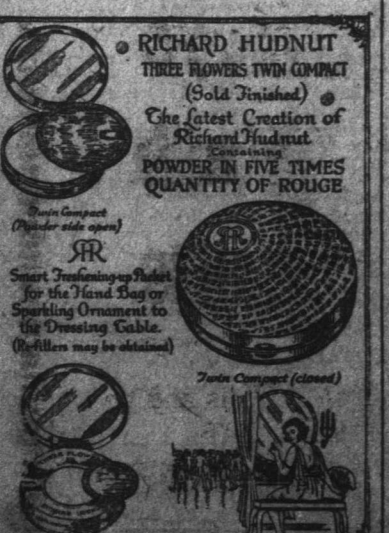 RICHARD HUDNUT
THREE FLOWERS TWIN COMPACT
(Gold Finished)
The Latest Creation of
Richard Hudnut
Containing
POWDER IN FIVE TIMES
QUANTITY OF ROUGE
Twin Compact
(Powder side open)
RR
Smart Freshening-up Packet
for the Hand Bag or
Sparkling Ornament to
the Dressing Table.
(Re-fillers may be obtained)
Twin Compact (closed)